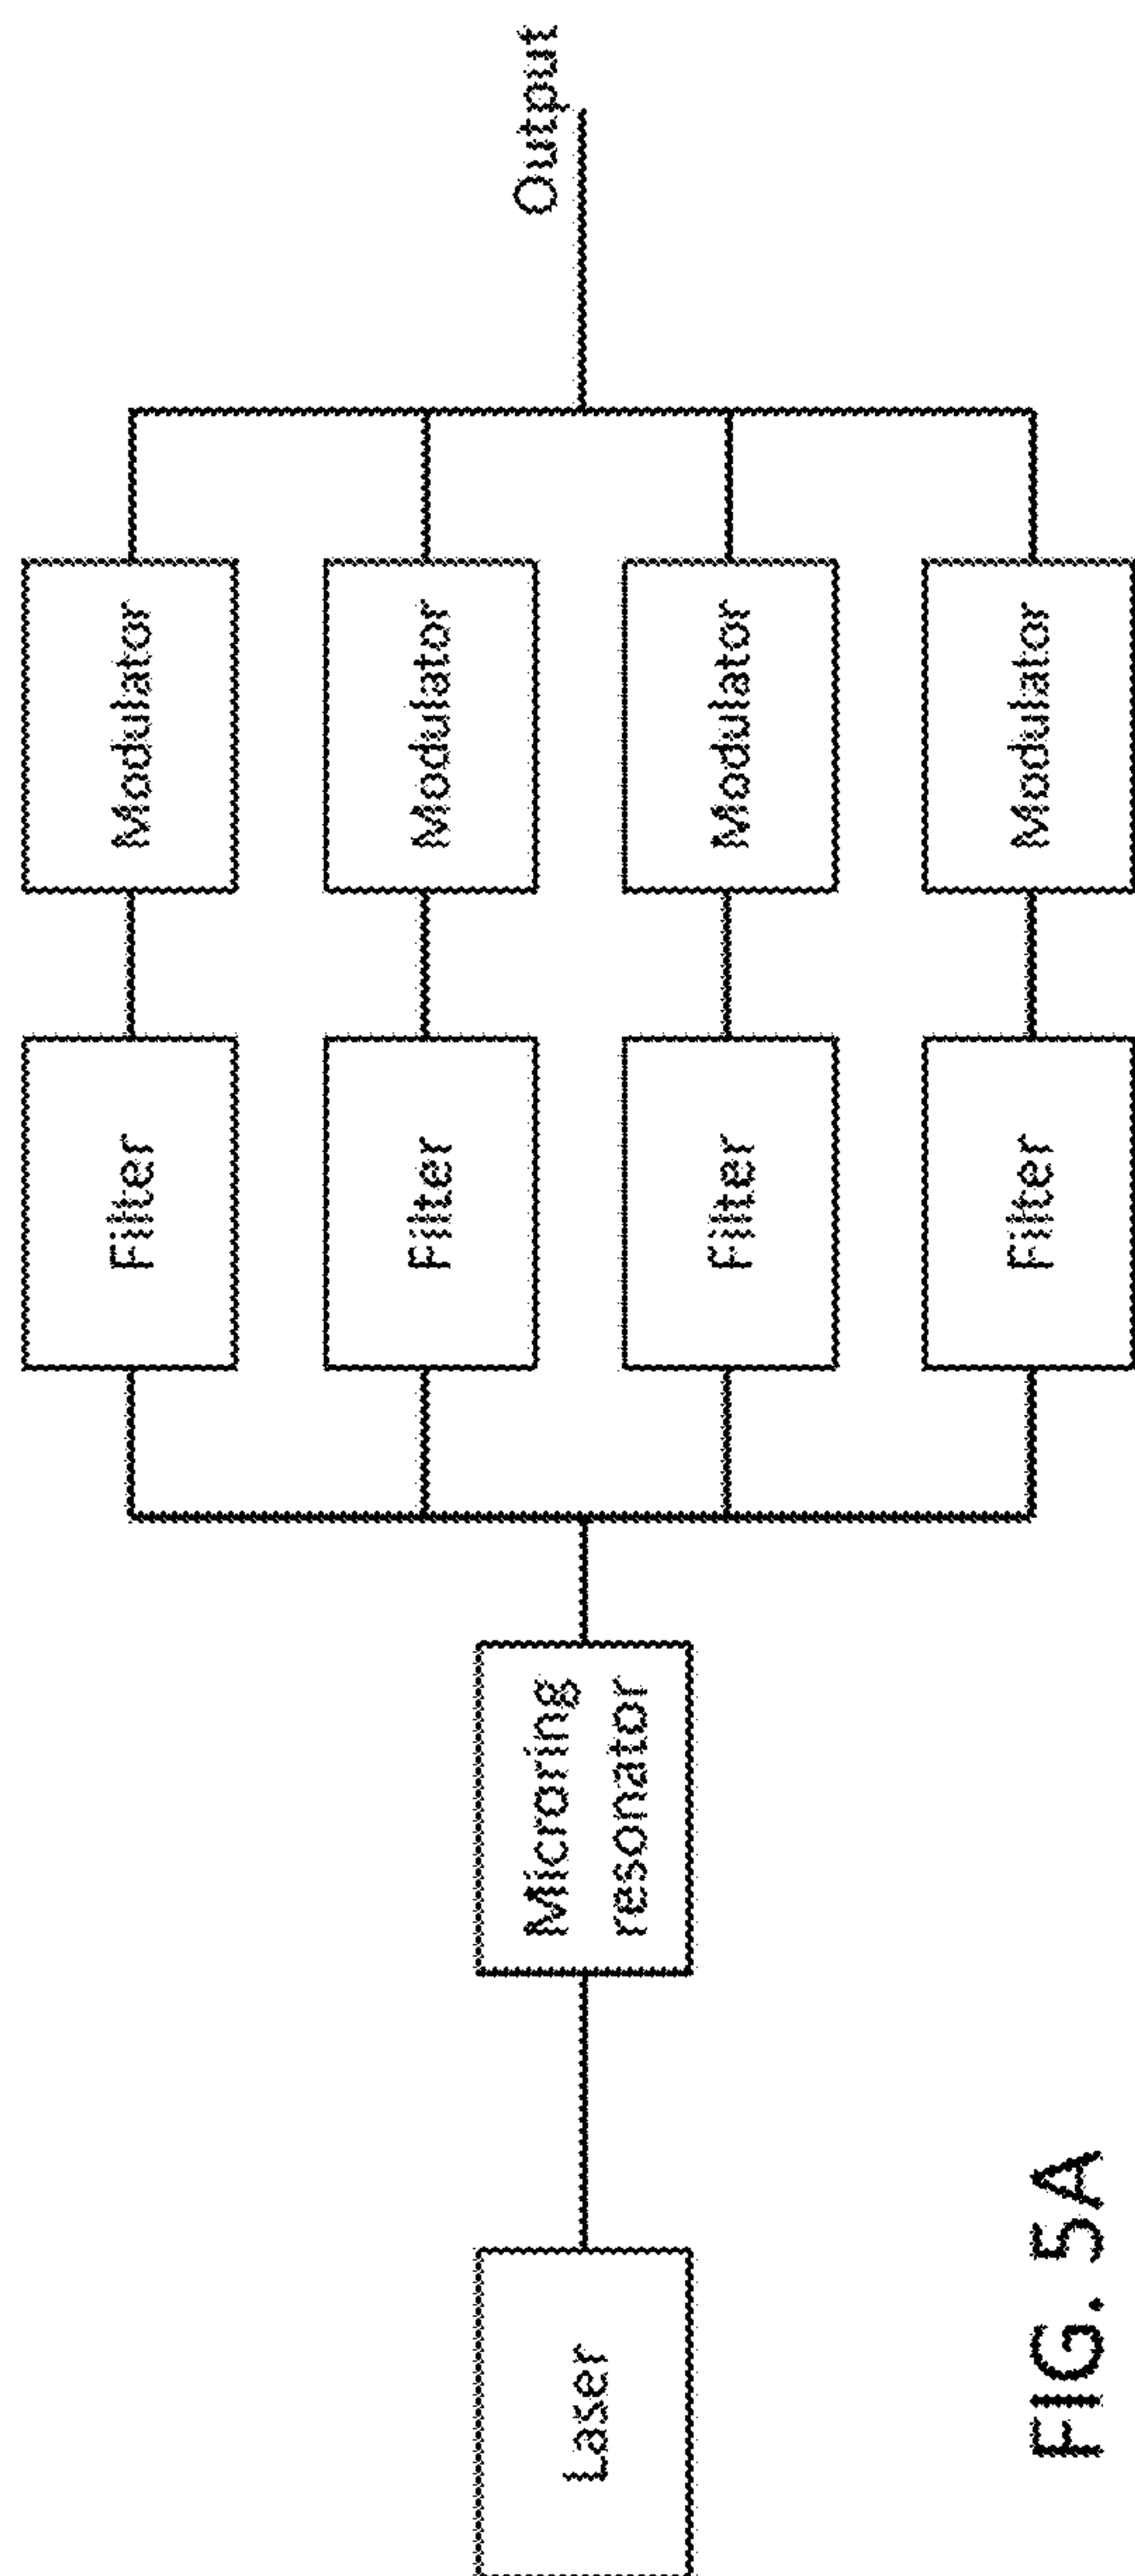 Laser
Microring
resonator
Filter
Modulator
Filter
Modulator
Filter
Modulator
Filter
Modulator
Output
FIG. 5A